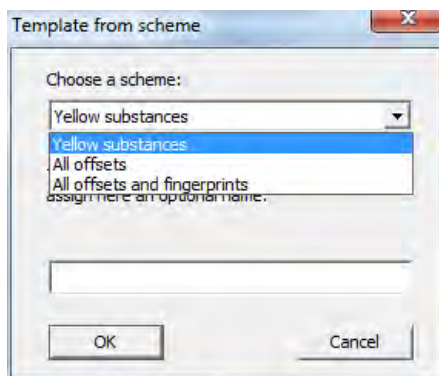 Template from scheme
Choose a scheme:
Yellow substances
Yellow substances
All offsets
All offsets and fingerprints
assign here an optional name:
OK
Cancel